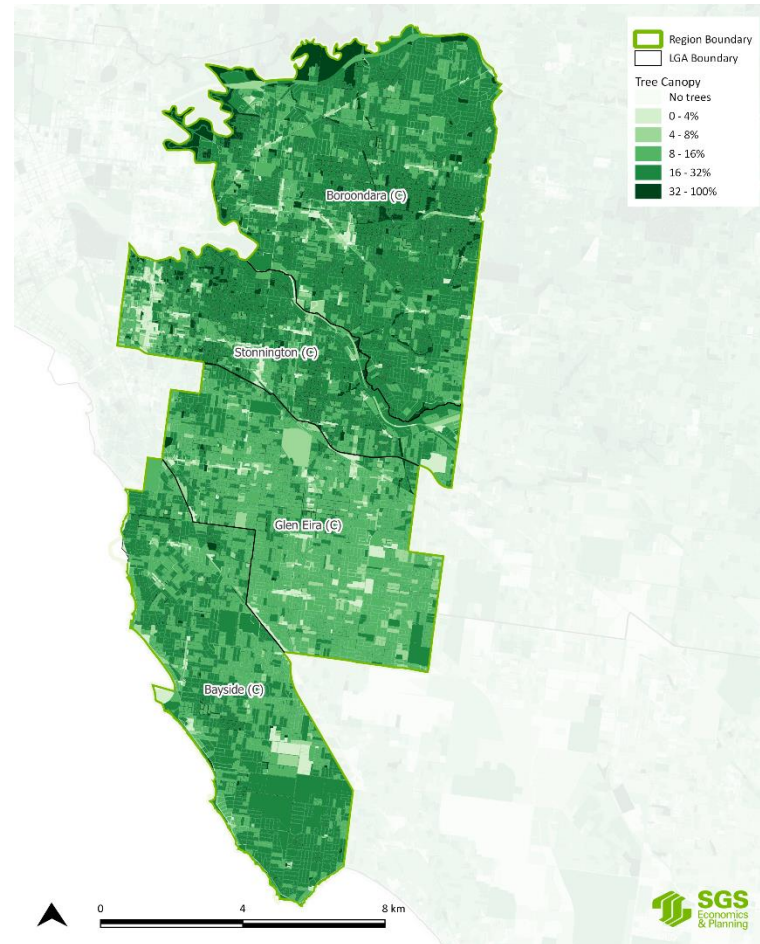 Region Boundary
LGA Boundary
Tree Canopy
No trees
0 - 4%
4 - 8%
8 - 16%
16 - 32%
32 - 100%
Boroondara (C)
Stonnington (C)
Glen Eira (C)
Bayside (C)
0 4 8 km
SGS
Economics
& Planning